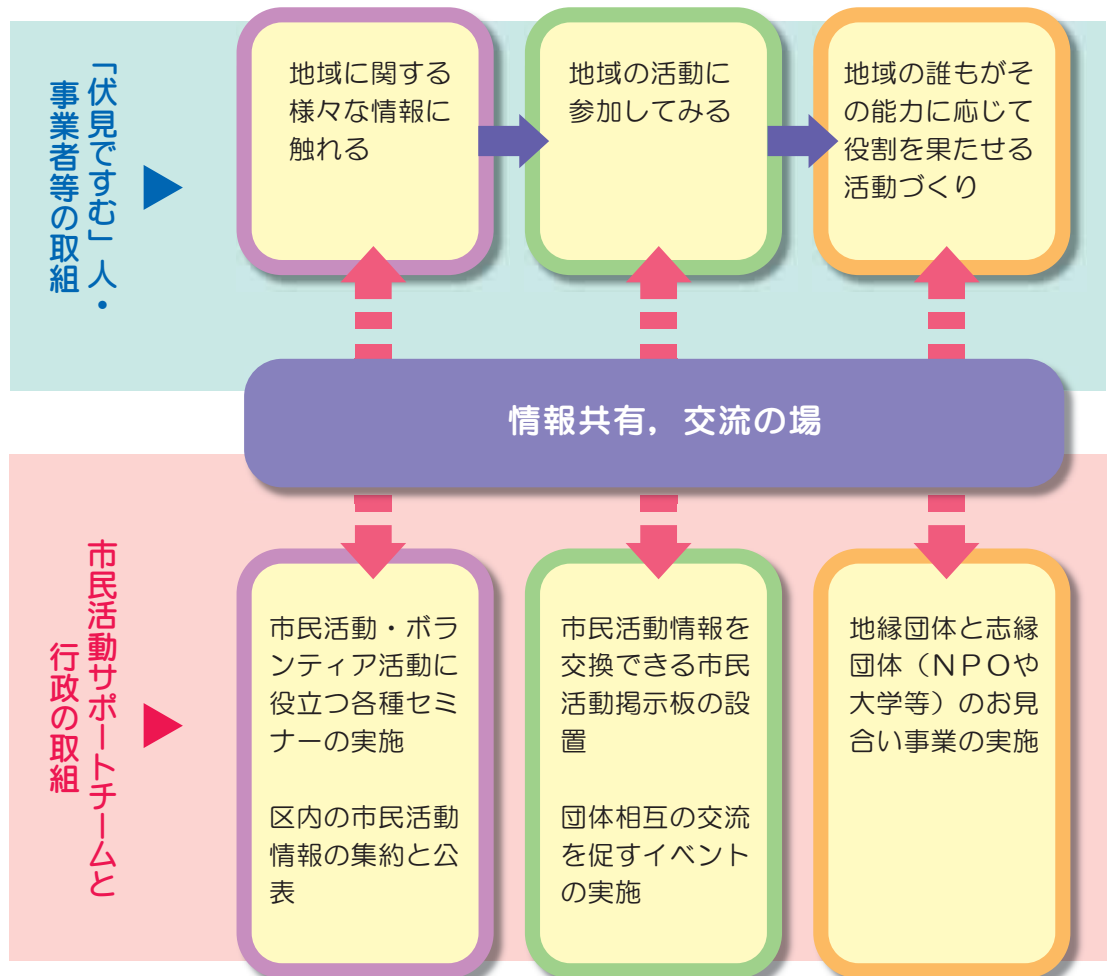 「伏見ですむ」人・
事業者等の取組
地域に関する
様々な情報に
触れる
地域の活動に
参加してみる
地域の誰もがそ
の能力に応じて
役割を果たせる
活動づくり
情報共有，交流の場
市民活動サポートチームと
行政の取組
市民活動・ボラ
ンティア活動に
役立つ各種セミ
ナーの実施
区内の市民活動
情報の集約と公
表
市民活動情報を
交換できる市民
活動掲示板の設
置
団体相互の交流
を促すイベント
の実施
地縁団体と志縁
団体（ＮＰＯや
大学等）のお見
合い事業の実施